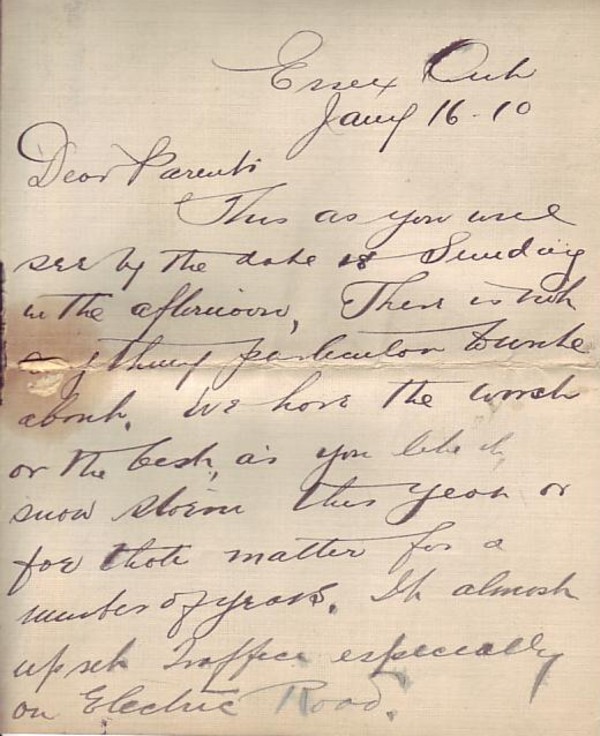 Essex Ont
Jany 16-10
Dear Parents
This as you will
see by the date is Sunday
in the afternoon, There is not
anything particular to write
about. We have the worst
or the best, as you like it,
snow storm this year or
for that matter for a
number of years. It almost
upset traffic especially
on Electric Road.